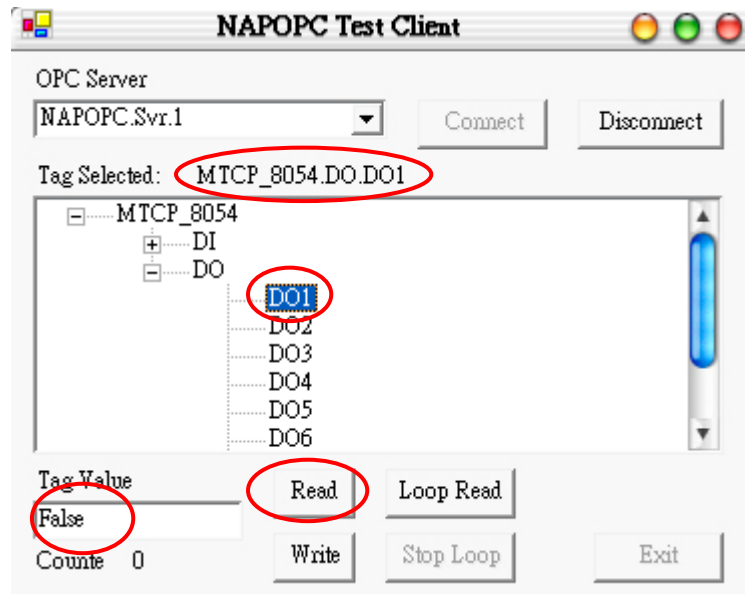 NAPOPC Test Client
OPC Server
NAPOPC.Svr.1 Connect Disconnect
Tag Selected: MTCP_8054.DO.DO1
MTCP_8054
DI
DO
DO1
DO2
DO3
DO4
DO5
DO6
Tag Value Read Loop Read
False
Counte 0 Write Stop Loop Exit